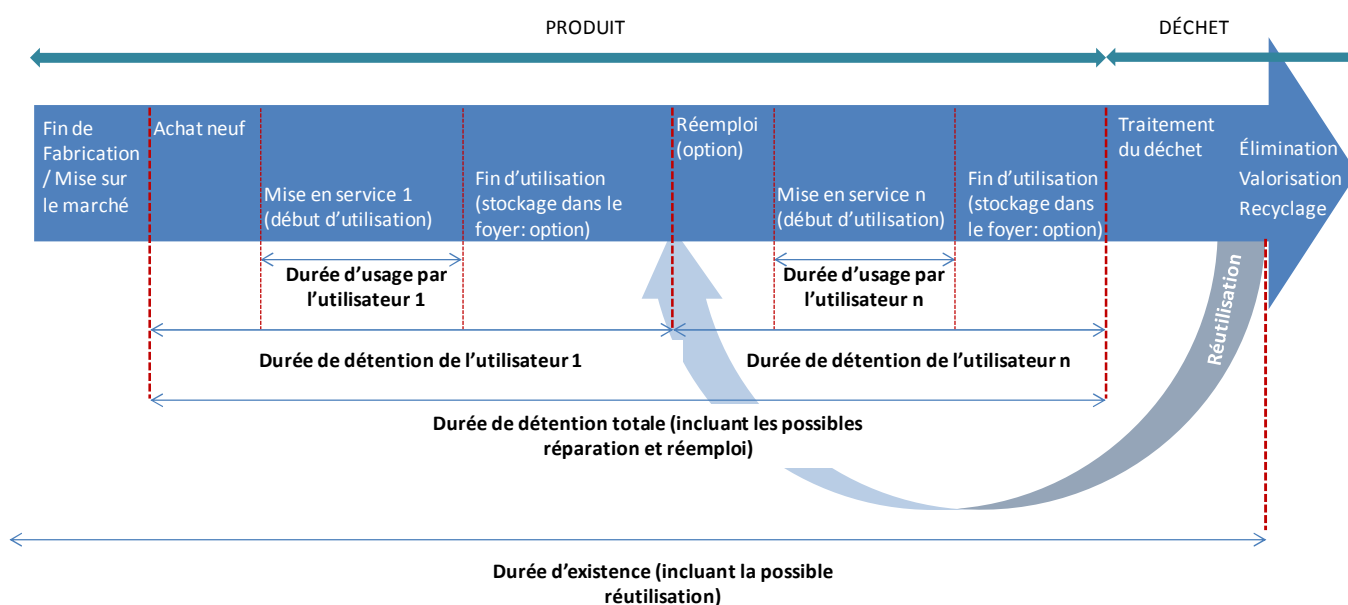 PRODUIT
DÉCHET
Fin de
Fabrication
/ Mise sur
le marché
Achat neuf
Mise en service 1
(début d'utilisation)
Fin d'utilisation
(stockage dans le
foyer: option)
Réemploi
(option)
Mise en service n
(début d'utilisation)
Fin d'utilisation
(stockage dans
le foyer: option)
Traitement
du déchet
Élimination
Valorisation
Recyclage
Durée d'usage par
l'utilisateur 1
Durée d'usage par
l'utilisateur n
Réutilisation
Durée de détention de l'utilisateur 1
Durée de détention de l'utilisateur n
Durée de détention totale (incluant les possibles
réparation et réemploi)
Durée d'existence (incluant la possible
réutilisation)